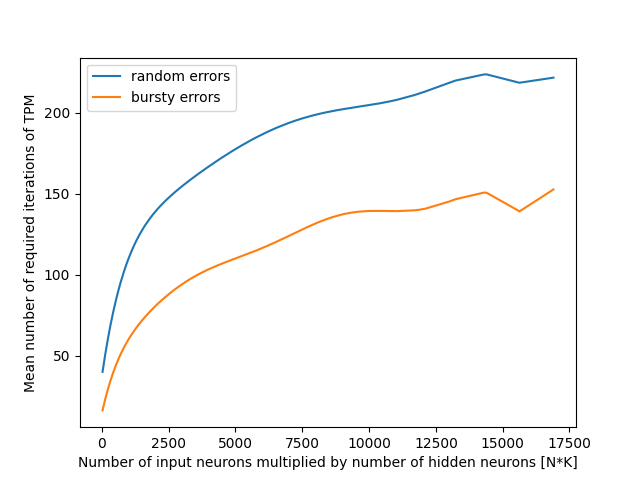 random errors
bursty errors
200
150
100
50
Mean number of required iterations of TPM
0 2500 5000 7500 10000 12500 15000 17500
Number of input neurons multiplied by number of hidden neurons [N*K]